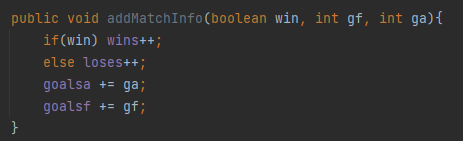 public void addMatchInfo(boolean win, int gf, int ga){
if(win) wins++;
else loses++;
goalsa += ga;
goalsf += gf;
}